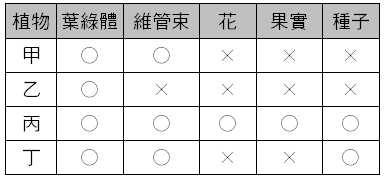 植物 葉綠體 維管束 花 果實 種子
甲 ○ ○ × × ×
乙 ○ × × × ×
丙 ○ ○ ○ ○ ○
丁 ○ ○ × × ○